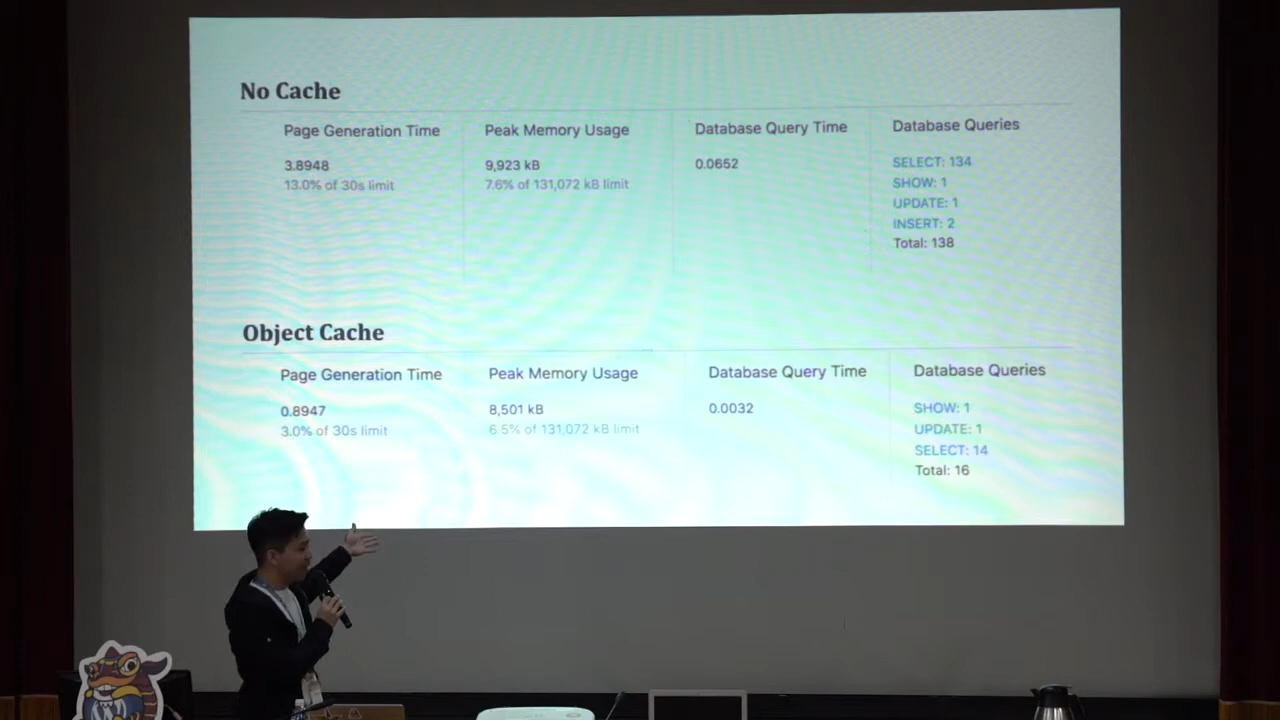 No Cache
Page Generation Time
3.8948
13.0% of 30s limit
Peak Memory Usage
9,923 kB
7.6% of 131,072 kB limit
Database Query Time
0.0652
Database Queries
SELECT: 134
SHOW: 1
UPDATE: 1
INSERT: 2
Total: 138
Object Cache
Page Generation Time
0.8947
3.0% of 30s limit
Peak Memory Usage
8,501 kB
6.5% of 131,072 kB limit
Database Query Time
0.0032
Database Queries
SHOW: 1
UPDATE: 1
SELECT: 14
Total: 16